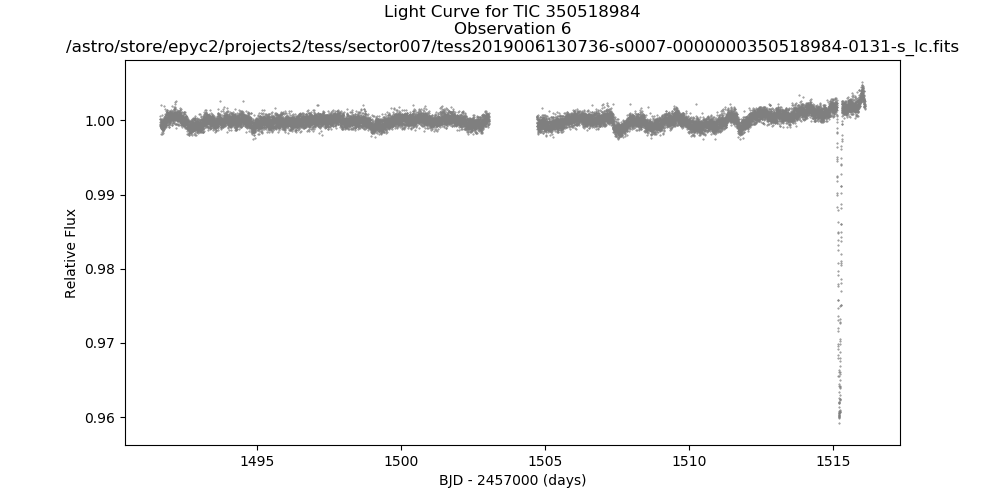 Light Curve for TIC 350518984
Observation 6
/astro/store/epyc2/projects2/tess/sector007/tess2019006130736-s0007-0000000350518984-0131-s_lc.fits
1.00
0.99
0.98
0.97
0.96
Relative Flux
1495
1500
1505
1510
1515
BJD - 2457000 (days)